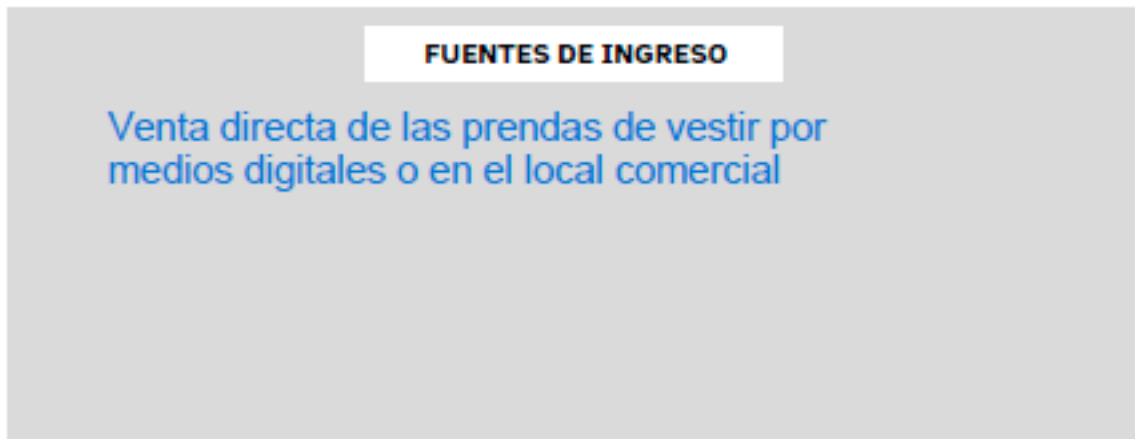 FUENTES DE INGRESO
Venta directa de las prendas de vestir por
medios digitales o en el local comercial